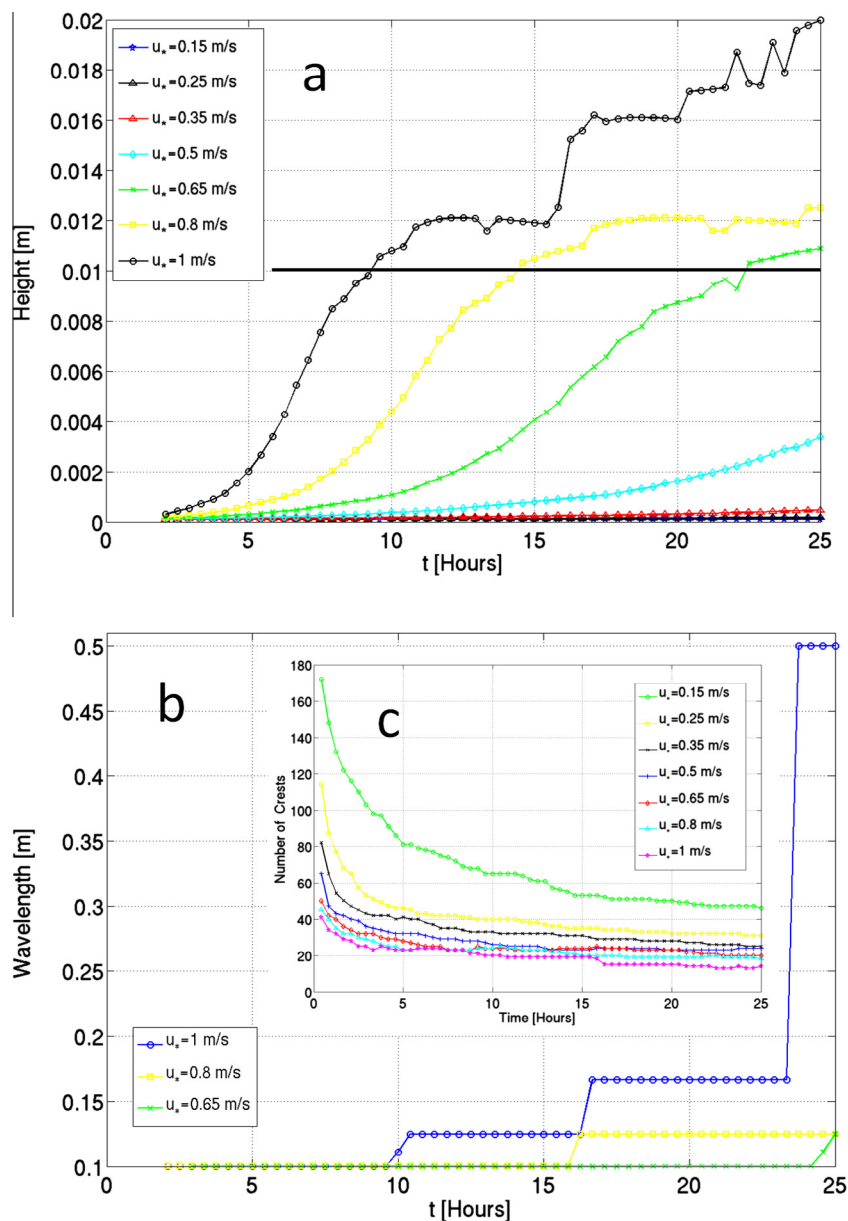 0.02
0.018
0.016
0.014
0.012
0.01
0.008
0.006
0.004
0.002
0
Height [m]
u*=0.15 m/s
u*=0.25 m/s
u*=0.35 m/s
u*=0.5 m/s
u*=0.65 m/s
u*=0.8 m/s
u*=1 m/s
a
0 5 10 15 20 25
t [Hours]
0.5
0.45
0.4
0.35
0.3
0.25
0.2
0.15
0.1
Wavelength [m]
b
u*=1 m/s
u*=0.8 m/s
u*=0.65 m/s
180
160
140
120
100
80
60
40
20
0
Number of Crests
c
u*=0.15 m/s
u*=0.25 m/s
u*=0.35 m/s
u*=0.5 m/s
u*=0.65 m/s
u*=0.8 m/s
u*=1 m/s
0 5 10 15 20 25
Time [Hours]
0 5 10 15 20 25
t [Hours]